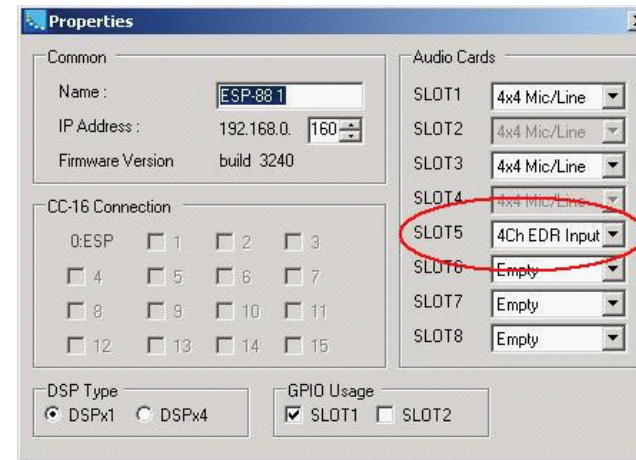 Properties
Common
Name :
ESP-88 1
IP Address :
192.168.0. 160
Firmware Version
build 3240
CC-16 Connection
0:ESP 1 2 3
4 5 6 7
8 9 10 11
12 13 14 15
DSP Type
DSPx1 DSPx4
GPIO Usage
SLOT1 SLOT2
Audio Cards
SLOT1 4x4 Mic/Line
SLOT2 4x4 Mic/Line
SLOT3 4x4 Mic/Line
SLOT4 4x4 Mic/Line
SLOT5 4Ch EDR Input
SLOT6 Empty
SLOT7 Empty
SLOT8 Empty